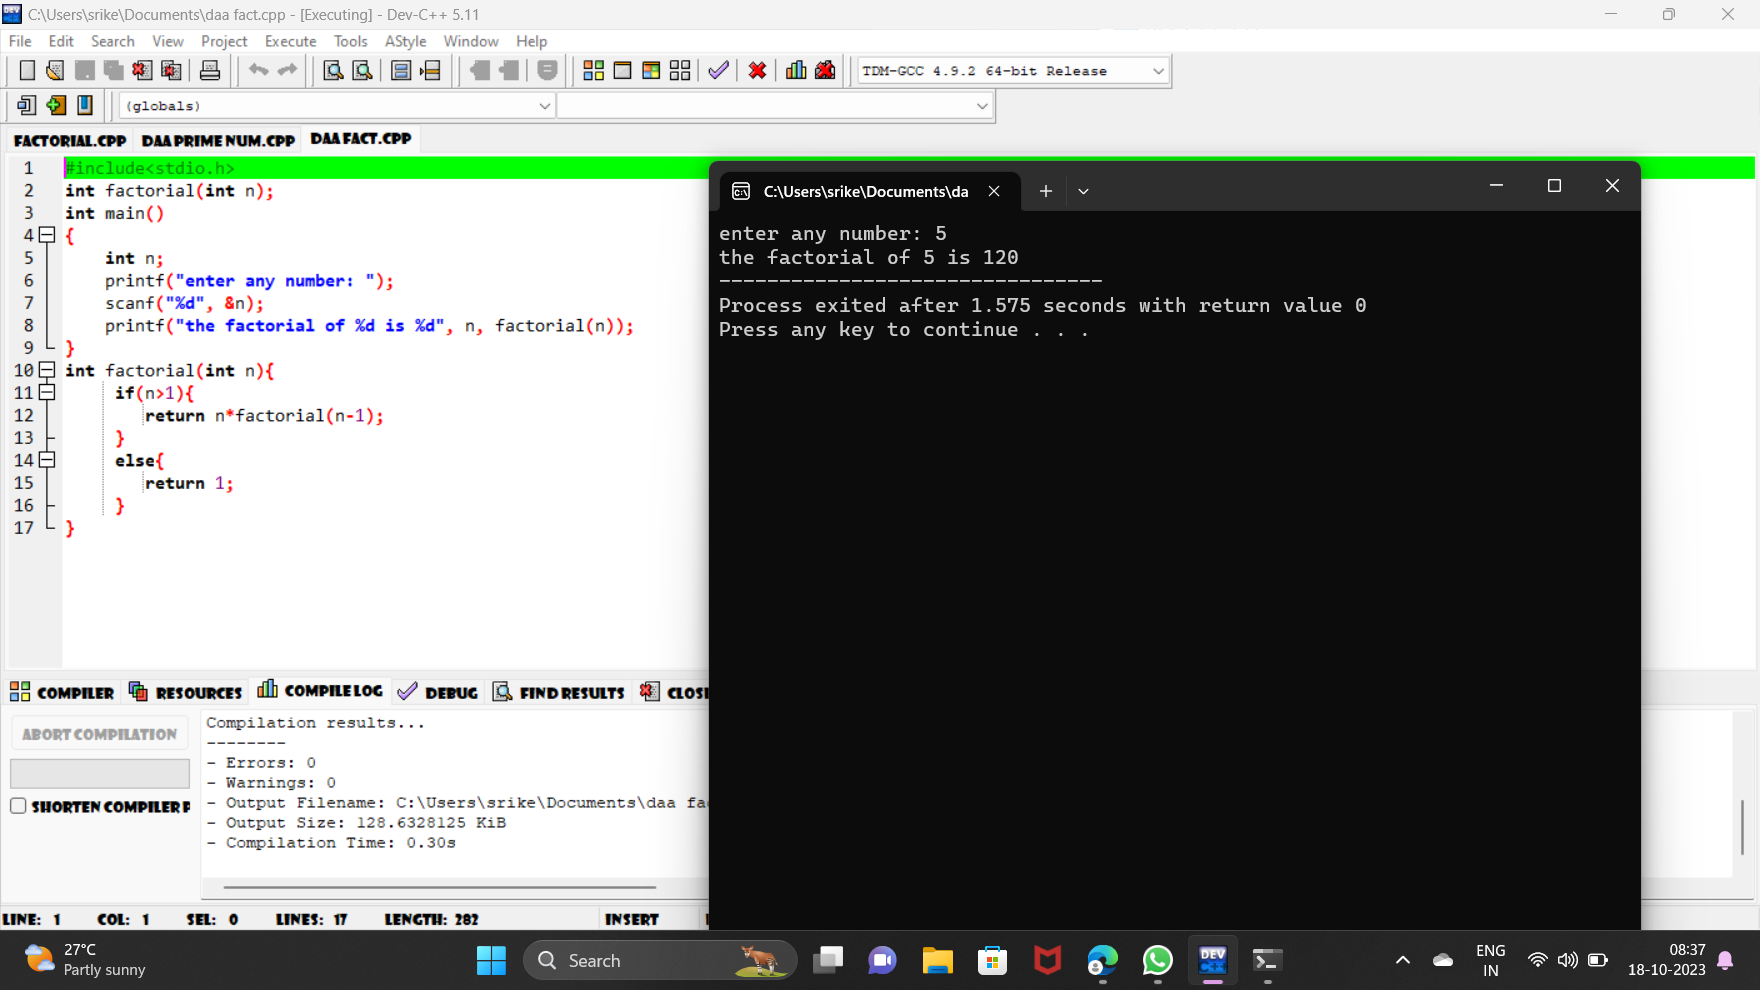 C:\Users\srike\Documents\daa fact.cpp - [Executing] - Dev-C++ 5.11
File Edit Search View Project Execute Tools AStyle Window Help
TDM-GCC 4.9.2 64-bit Release
(globals)
FACTORIAL.CPP DAA PRIME NUM.CPP DAA FACT.CPP
1 #include<stdio.h>
2 int factorial(int n);
3 int main()
4 {
5 int n;
6 printf("enter any number: ");
7 scanf("%d", &n);
8 printf("the factorial of %d is %d", n, factorial(n));
9 }
10 int factorial(int n){
11 if(n>1){
12 return n*factorial(n-1);
13 }
14 else{
15 return 1;
16 }
17 }
C:\Users\srike\Documents\da
enter any number: 5
the factorial of 5 is 120
--------------------------------
Process exited after 1.575 seconds with return value 0
Press any key to continue . . .
COMPILER RESOURCES COMPILE LOG DEBUG FIND RESULTS CLOS
ABORT COMPILATION
SHORTEN COMPILER P
Compilation results...
--------
- Errors: 0
- Warnings: 0
- Output Filename: C:\Users\srike\Documents\daa fa
- Output Size: 128.6328125 KiB
- Compilation Time: 0.30s
LINE: 1 COL: 1 SEL: 0 LINES: 17 LENGTH: 282 INSERT
27°C
Partly sunny
Search
DEV C++
ENG
IN
08:37
18-10-2023